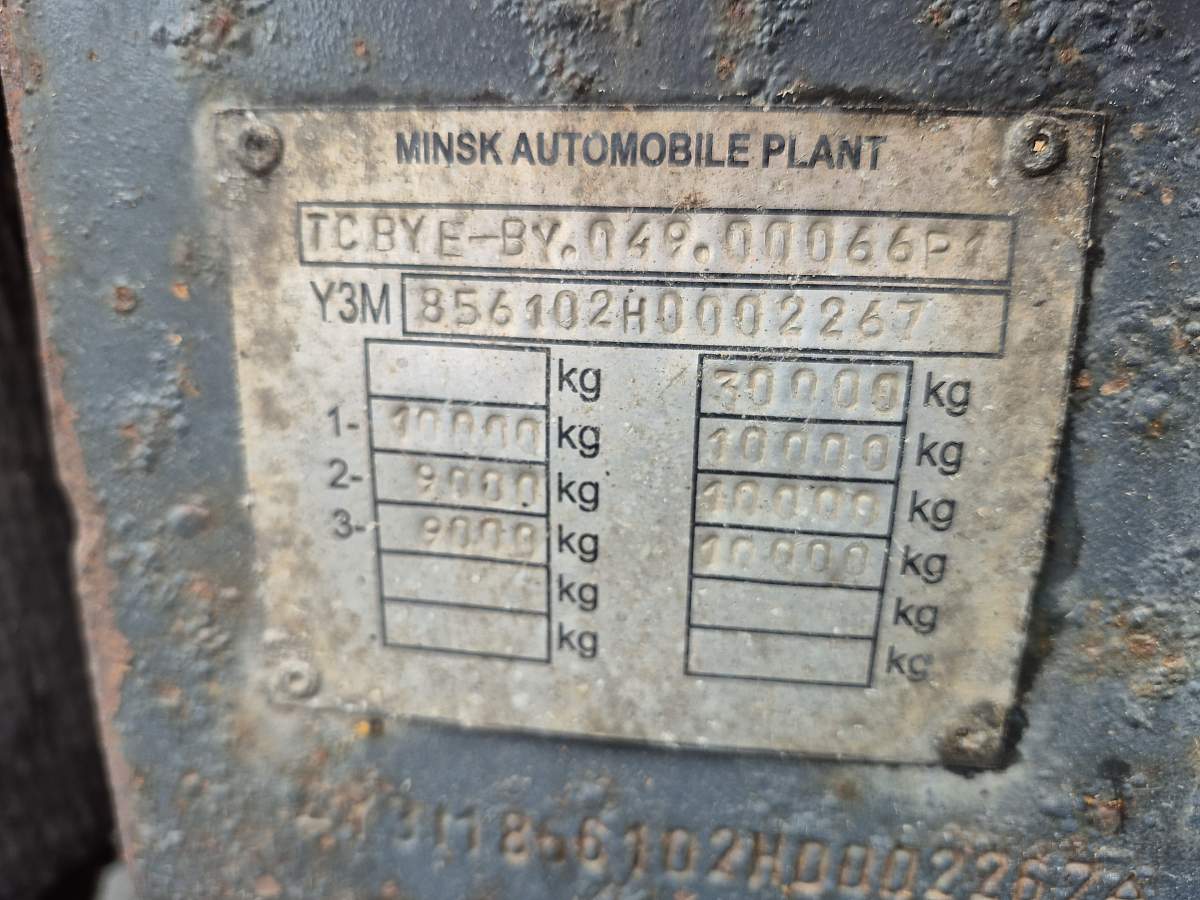 MINSK AUTOMOBILE PLANT
TC BY E-BY.049.00066P1
Y3M 856102H0002267
kg 30000 kg
1- 10000 kg 10000 kg
2- 9000 kg 10000 kg
3- 9000 kg 10000 kg
kg kg
kg kg
Y3M856102H0002267